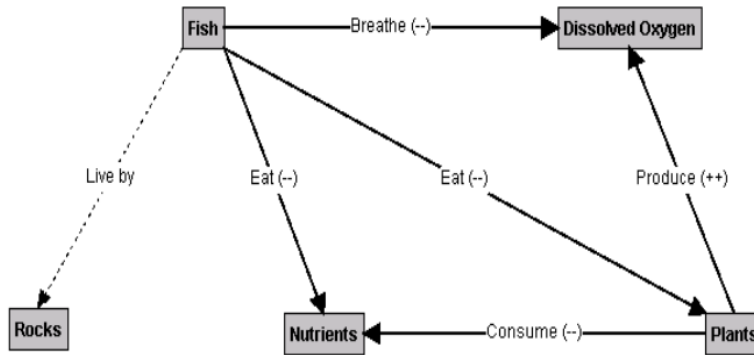 Fish
Breathe (--)
Dissolved Oxygen
Live by
Eat (--)
Eat (--)
Produce (++)
Rocks
Nutrients
Consume (--)
Plants